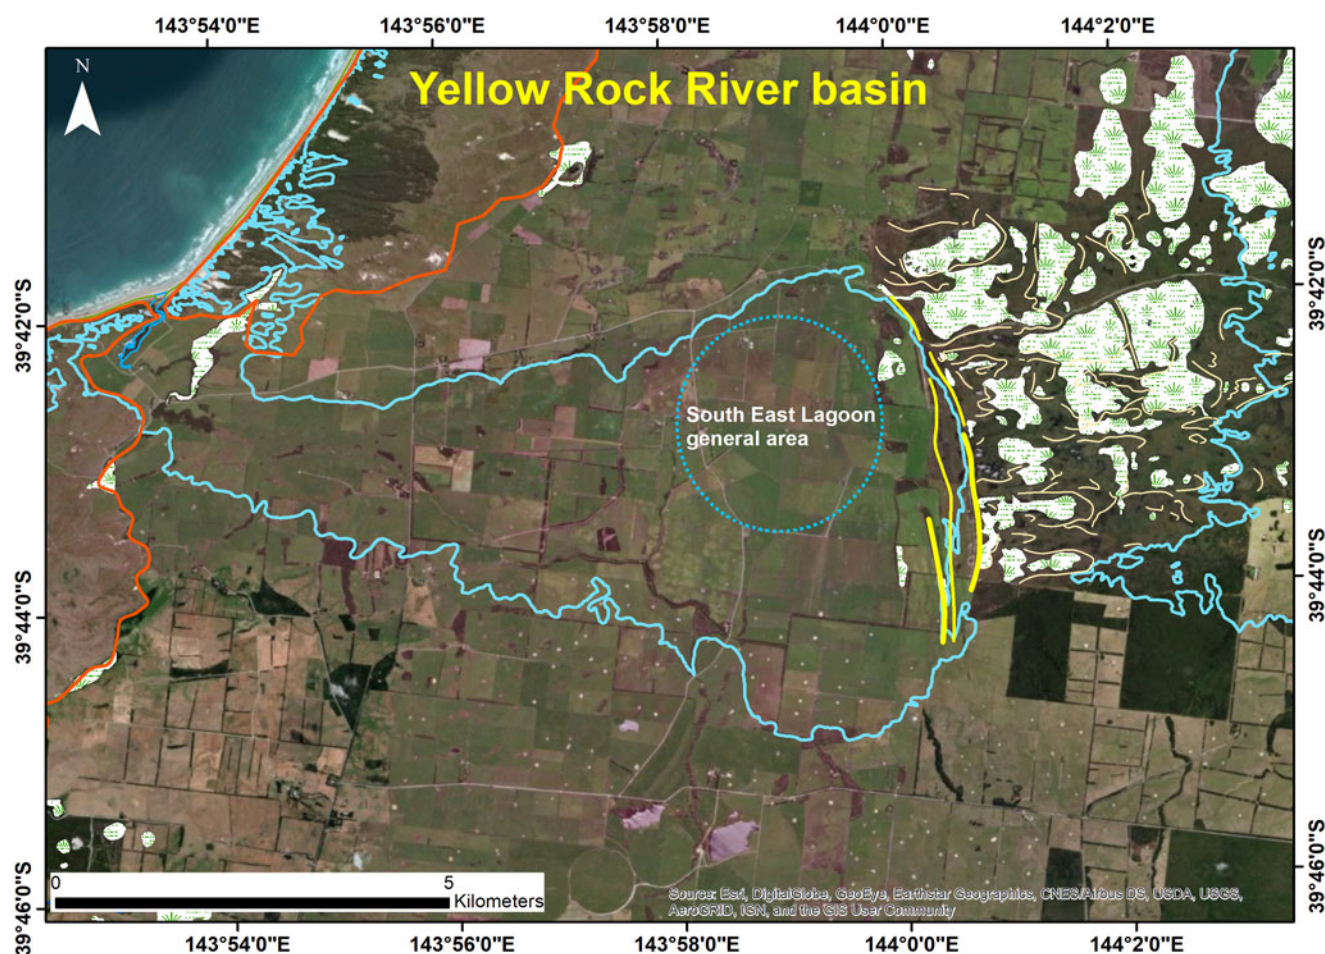 143°54'0"E 143°56'0"E 143°58'0"E 144°0'0"E 144°2'0"E
N
Yellow Rock River basin
39°42'0"S 39°42'0"S
South East Lagoon
general area
39°44'0"S 39°44'0"S
39°46'0"S 39°46'0"S
0 5
Kilometers
Source: Esri, DigitalGlobe, GeoEye, Earthstar Geographics, CNES/Airbus DS, USDA, USGS,
AeroGRID, IGN, and the GIS User Community
143°54'0"E 143°56'0"E 143°58'0"E 144°0'0"E 144°2'0"E